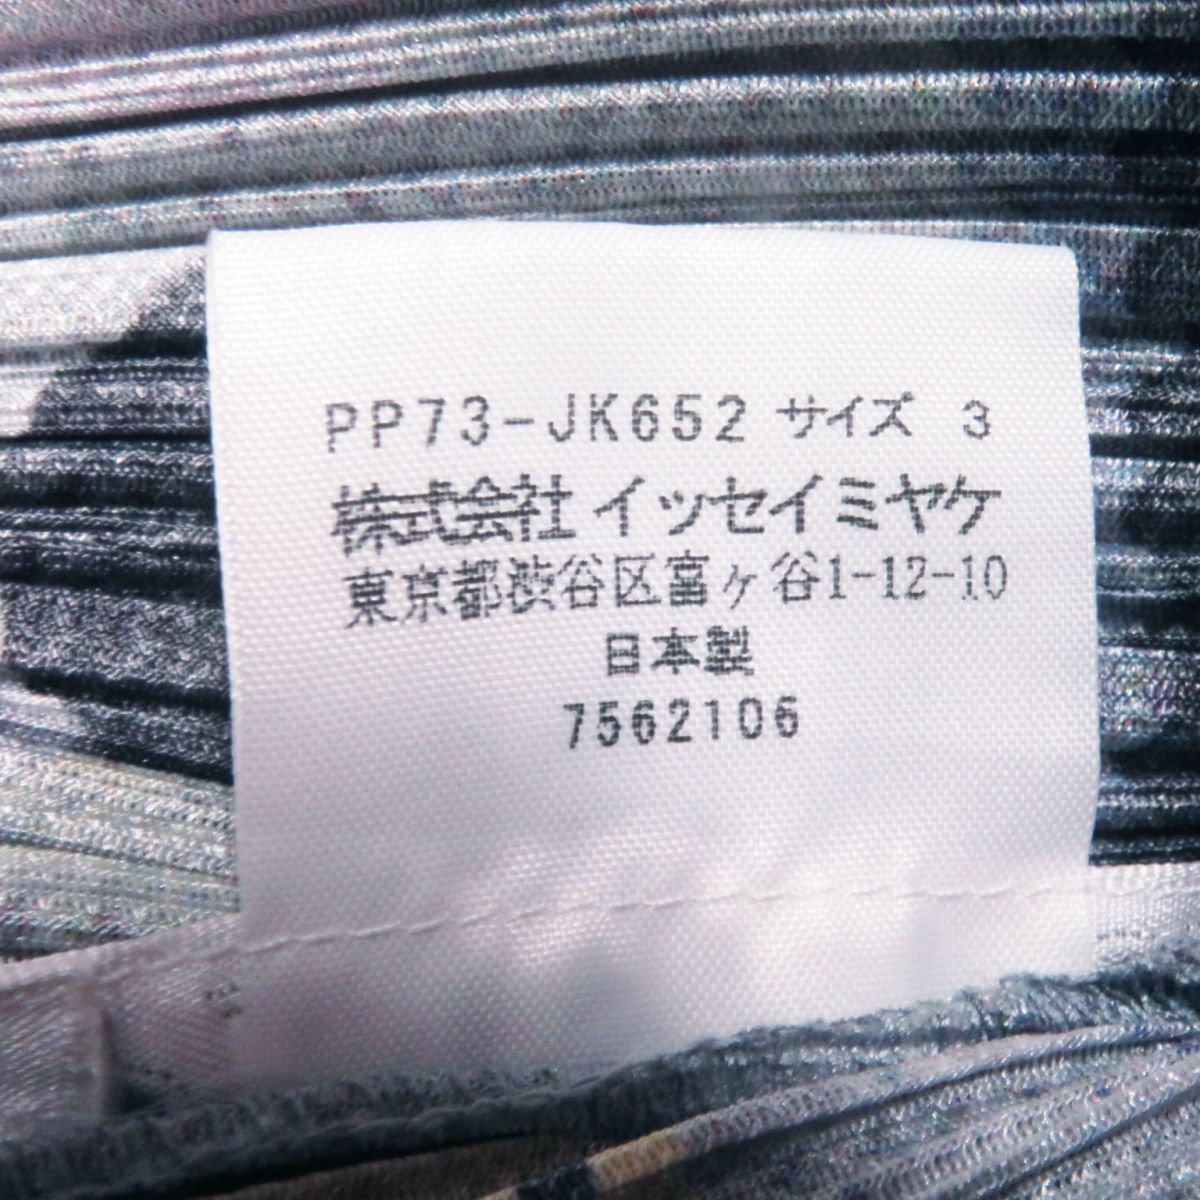 PP73-JK652 サイズ 3
株式会社 イッセイミヤケ
東京都渋谷区富ヶ谷1-12-10
日本製
7562106